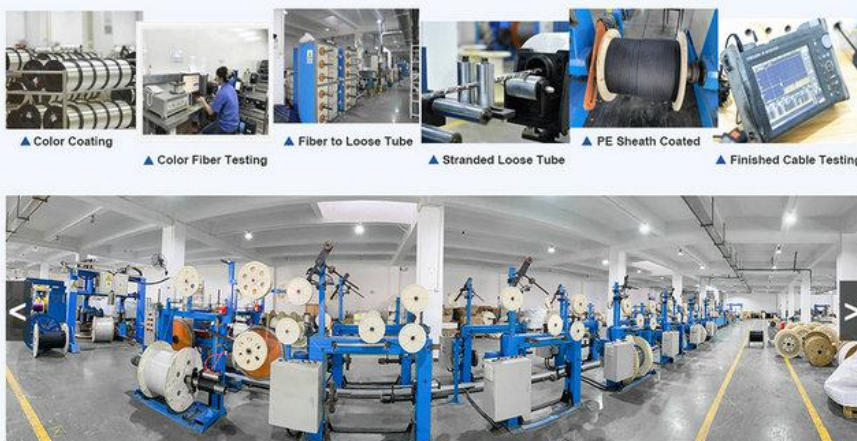 ▲ Color Coating
▲ Color Fiber Testing
▲ Fiber to Loose Tube
▲ Stranded Loose Tube
▲ PE Sheath Coated
▲ Finished Cable Testing